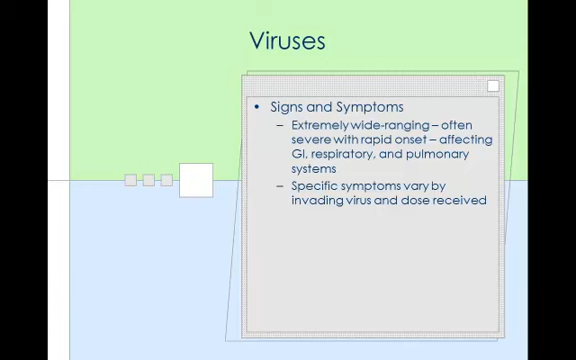 Viruses
• Signs and Symptoms
– Extremely wide-ranging – often
severe with rapid onset – affecting
GI, respiratory, and pulmonary
systems
– Specific symptoms vary by
invading virus and dose received